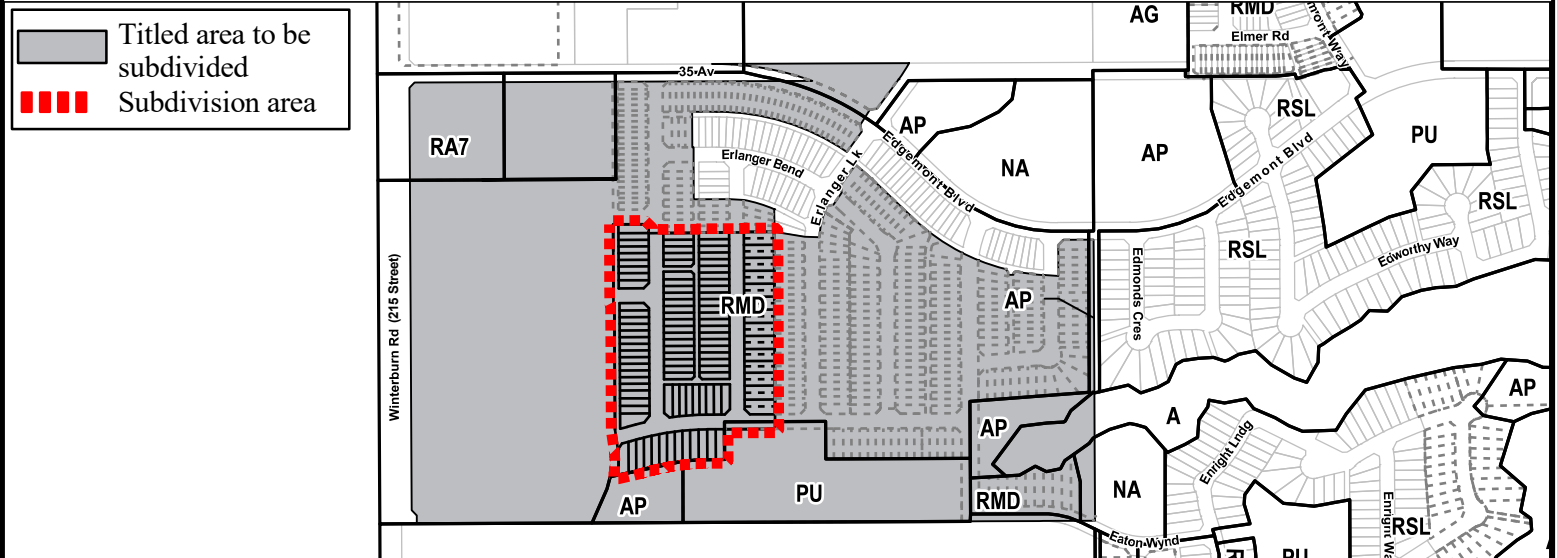 Titled area to be
subdivided
Subdivision area
AG
RMD
Elmer Rd
35 Av
RA7
AP
NA
AP
RSL
PU
RSL
RSL
Erlanger Bend
Erlanger Lk
Edgemont Blvd
Edgemont Blvd
Edworthy Way
Edmonds Cres
Winterburn Rd (215 Street)
RMD
AP
AP
A
AP
Enright Lndg
AP
PU
RMD
NA
RSL
Eaton Wynd
PU